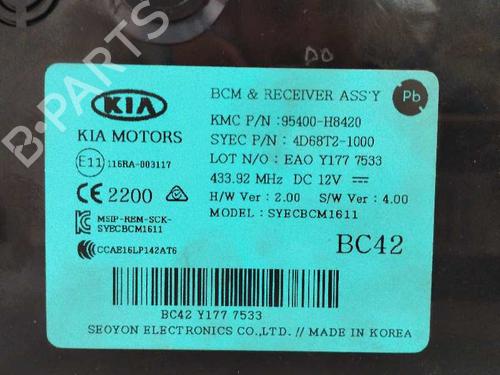 DO
BCM & RECEIVER ASS'Y
Pb
KIA
KMC P/N : 95400-H8420
KIA MOTORS
SYEC P/N : 4D68T2-1000
E11 116RA-003117
LOT N/O : EAO Y177 7533
433.92 MHz DC 12V
CE 2200
H/W Ver : 2.00 S/W Ver : 4.00
MSIP-REM-SCK-
SYECBCM1611
MODEL : SYECBCM1611
CCAE16LP142AT6
BC42
BC42 Y177 7533
SEOYON ELECTRONICS CO.,LTD. // MADE IN KOREA
B-PARTS